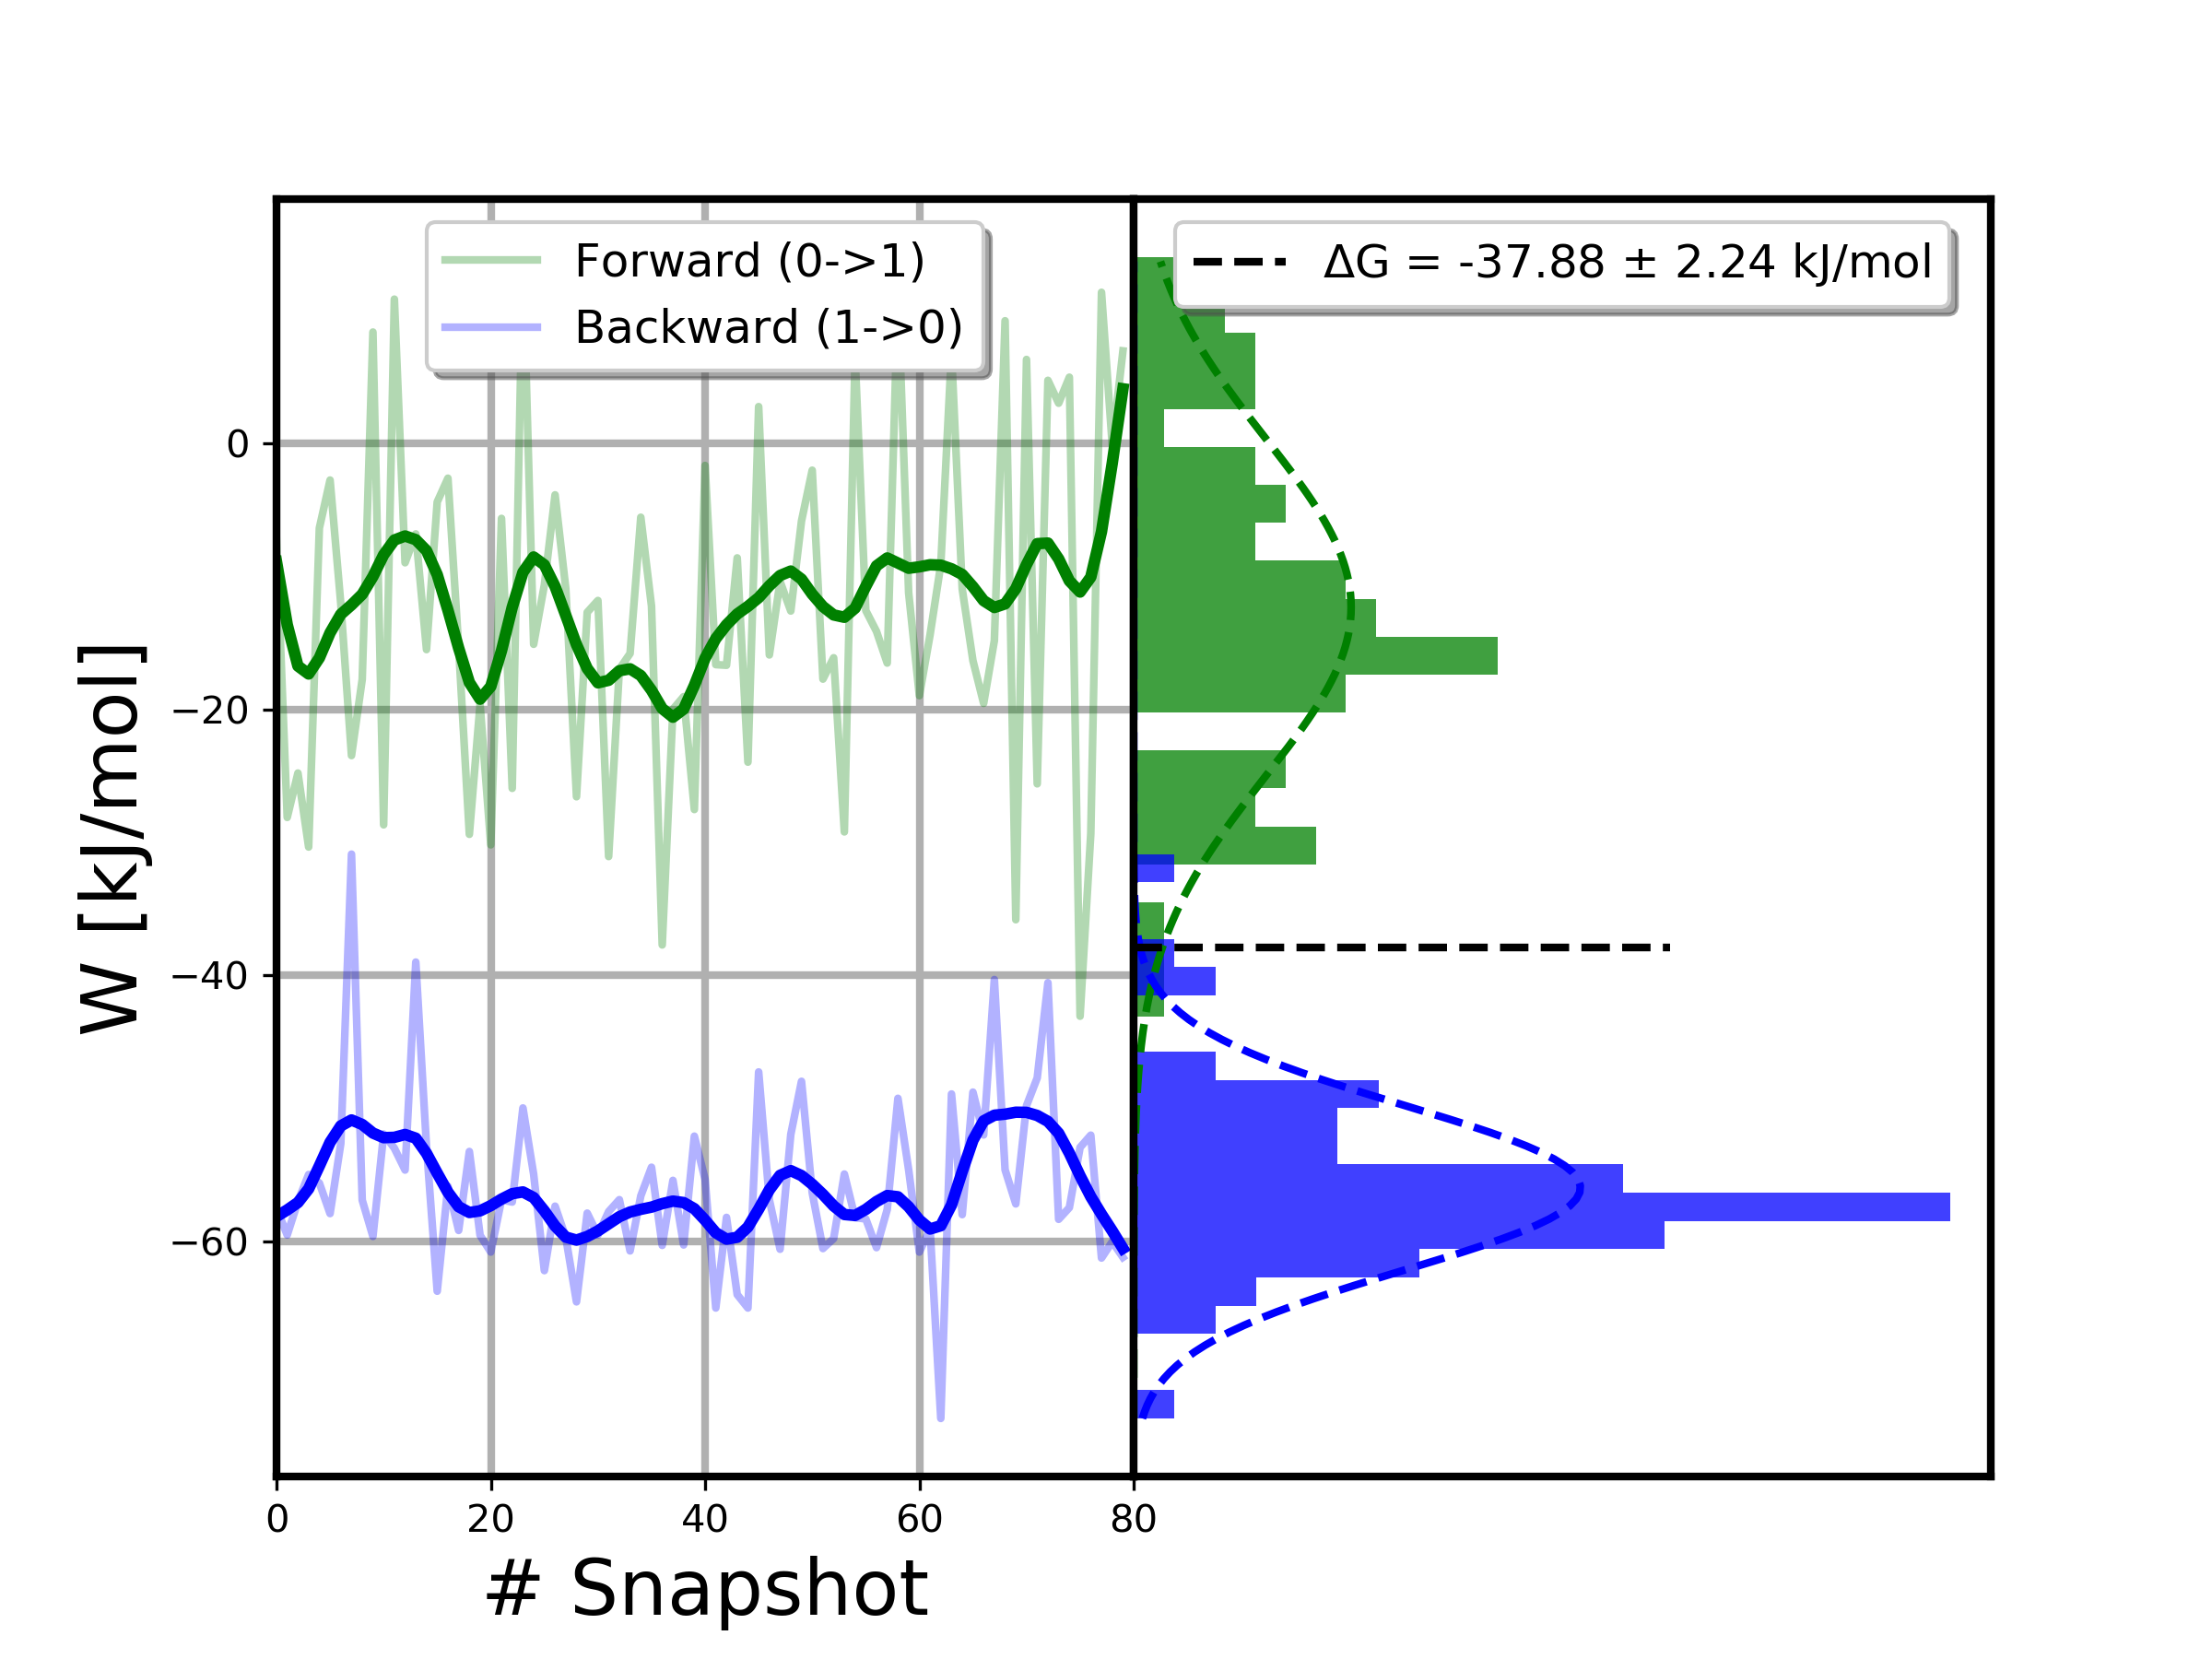 Forward (0->1)
Backward (1->0)
ΔG = -37.88 ± 2.24 kJ/mol
W [kJ/mol]
0
−20
−40
−60
0 20 40 60 80
# Snapshot